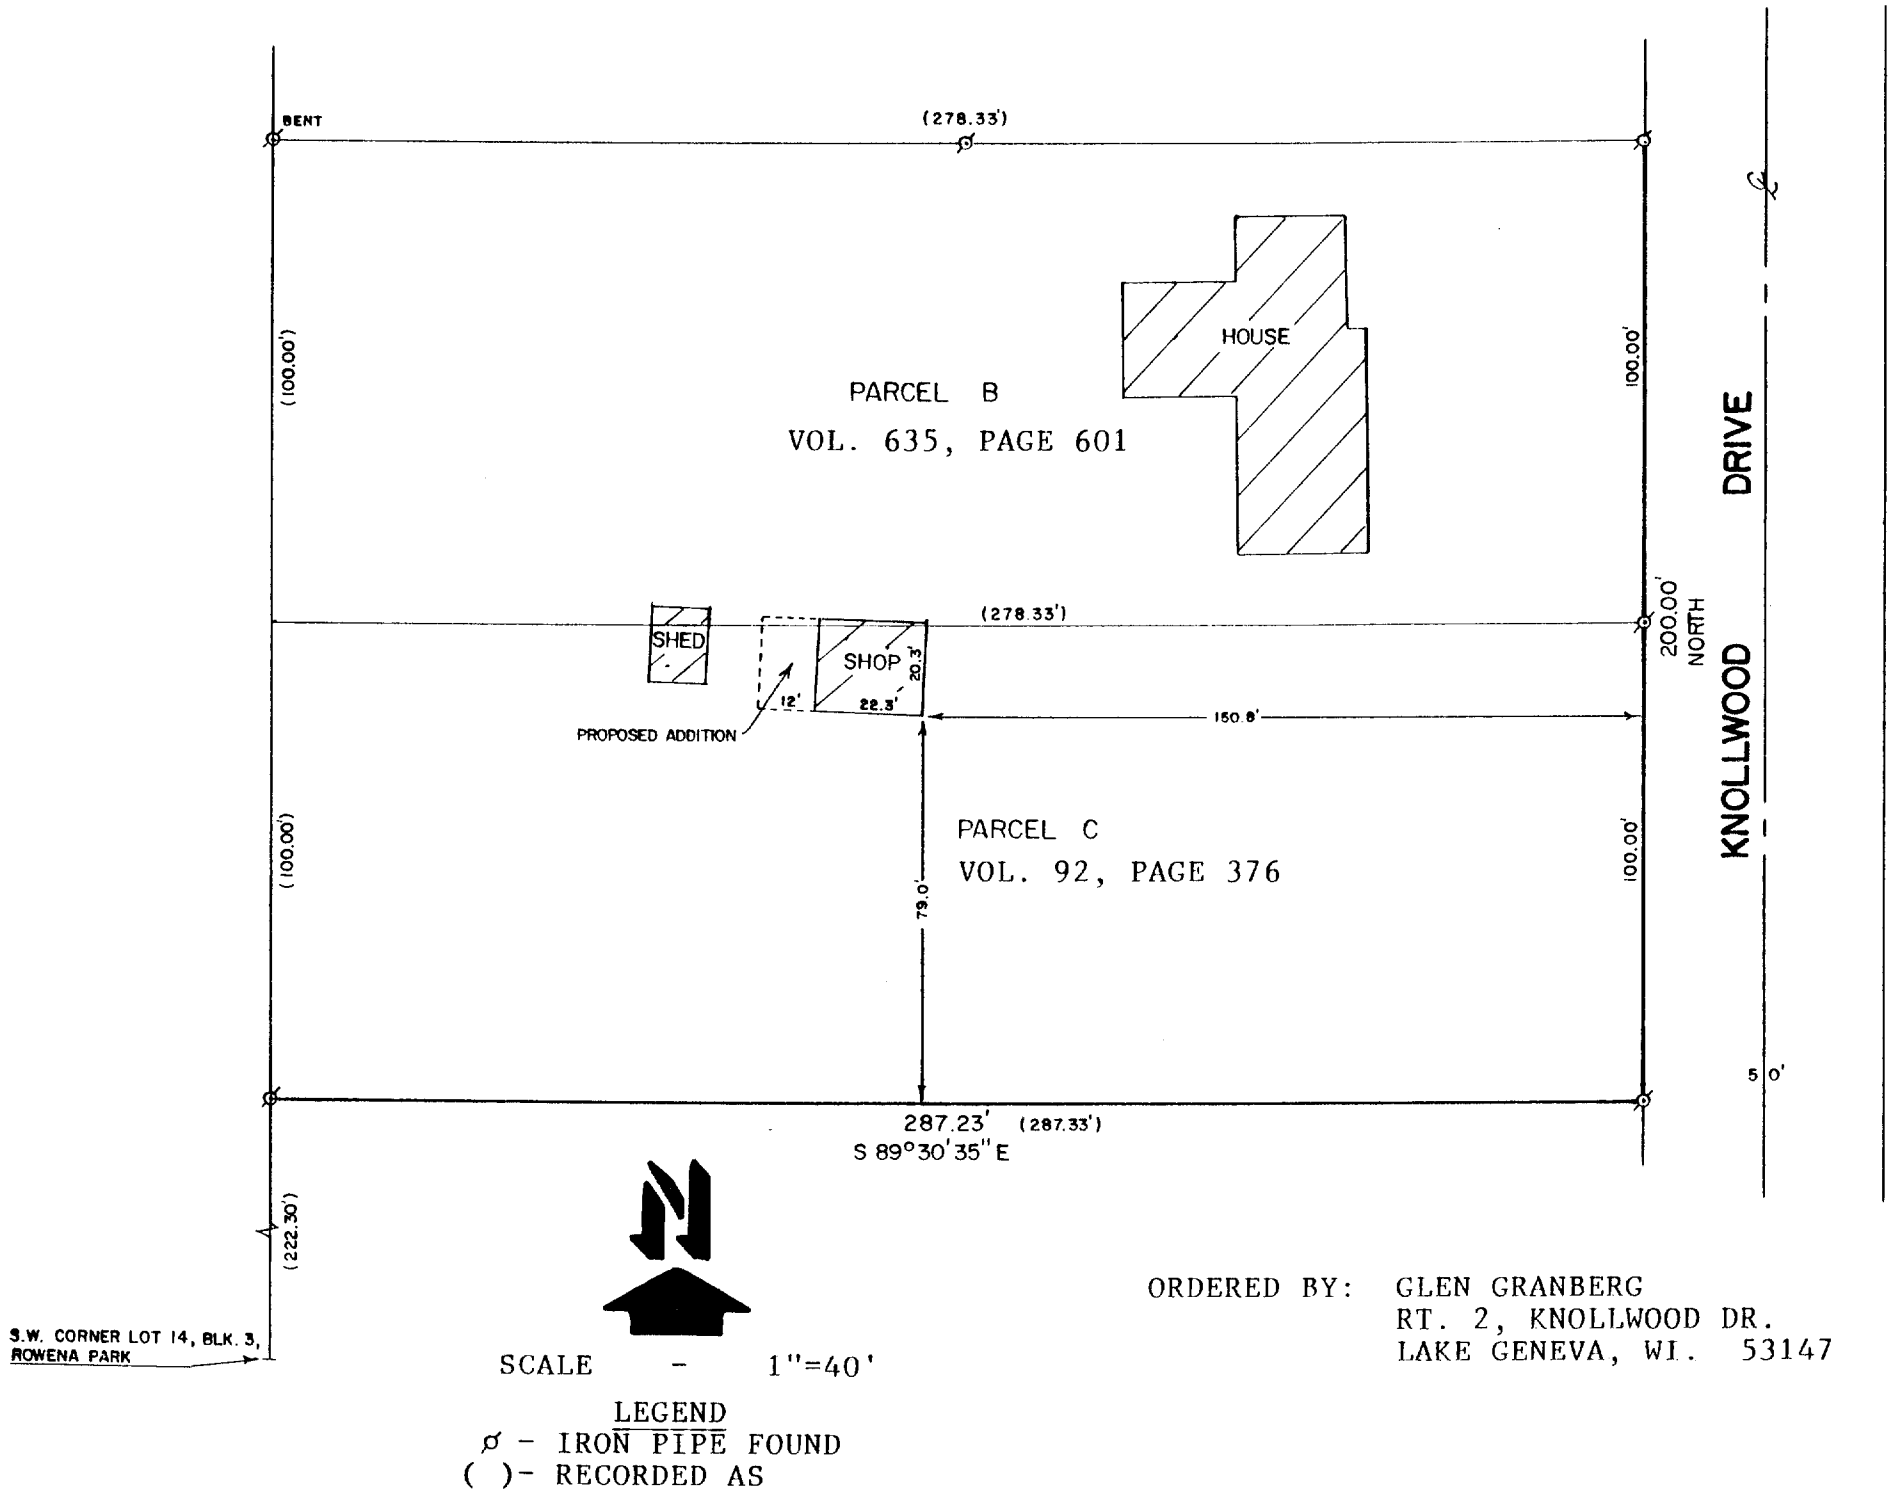 BENT
(278.33')
(100.00')
HOUSE
100.00'
PARCEL B
VOL. 635, PAGE 601
KNOLLWOOD DRIVE
℄
(278.33')
200.00'
NORTH
SHED
SHOP
20.3'
22.3'
12'
PROPOSED ADDITION
150.8'
PARCEL C
VOL. 92, PAGE 376
(100.00')
79.0'
100.00'
50'
287.23' (287.33')
S 89°30'35" E
(222.30')
N
S.W. CORNER LOT 14, BLK. 3,
ROWENA PARK
SCALE - 1"=40'
ORDERED BY: GLEN GRANBERG
RT. 2, KNOLLWOOD DR.
LAKE GENEVA, WI. 53147
LEGEND
ø - IRON PIPE FOUND
( )- RECORDED AS